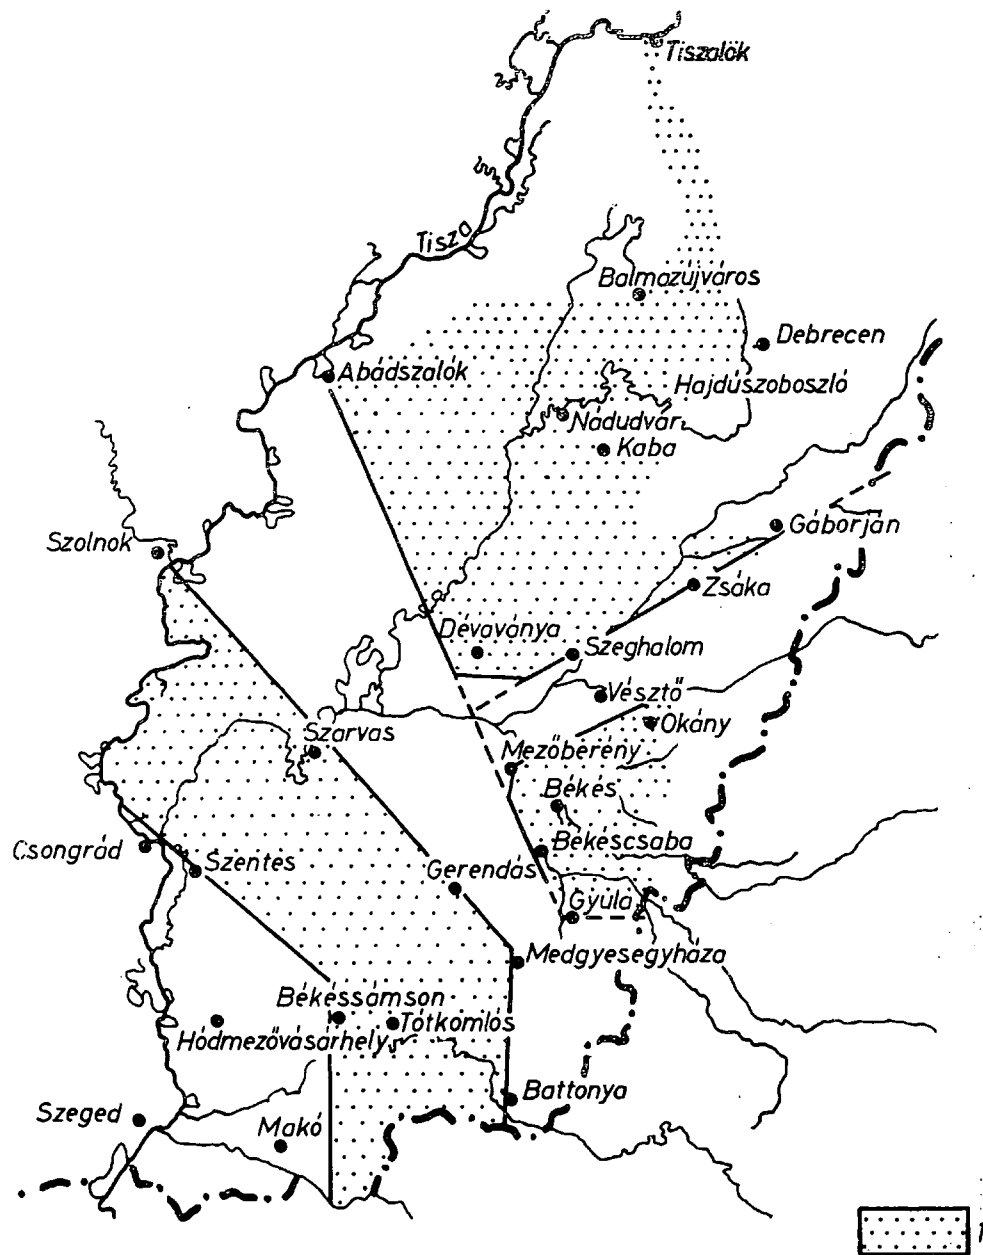 Tiszalök
Tisza
Balmazújváros
Debrecen
Abádszalók
Hajdúszoboszló
Nádudvar
Kaba
Gáborján
Szolnok
Zsáka
Dévaványa
Szeghalom
Vésztő
Okány
Szarvas
Mezőberény
Békés
Csongrád
Békéscsaba
Szentes
Gerendás
Gyula
Medgyesegyháza
Békéssámson
Tótkomlós
Hódmezővásárhely
Battonya
Szeged
Makó